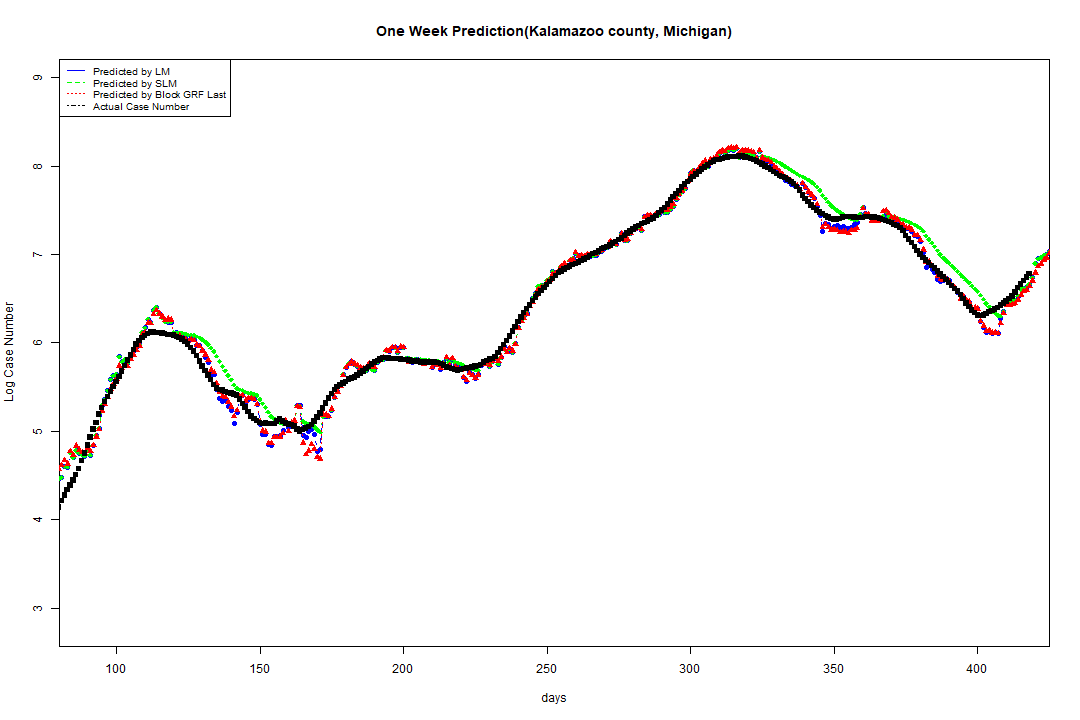 One Week Prediction(Kalamazoo county, Michigan)
Predicted by LM
Predicted by SLM
Predicted by Block GRF Last
Actual Case Number
9
8
7
6
5
4
3
Log Case Number
100 150 200 250 300 350 400
days